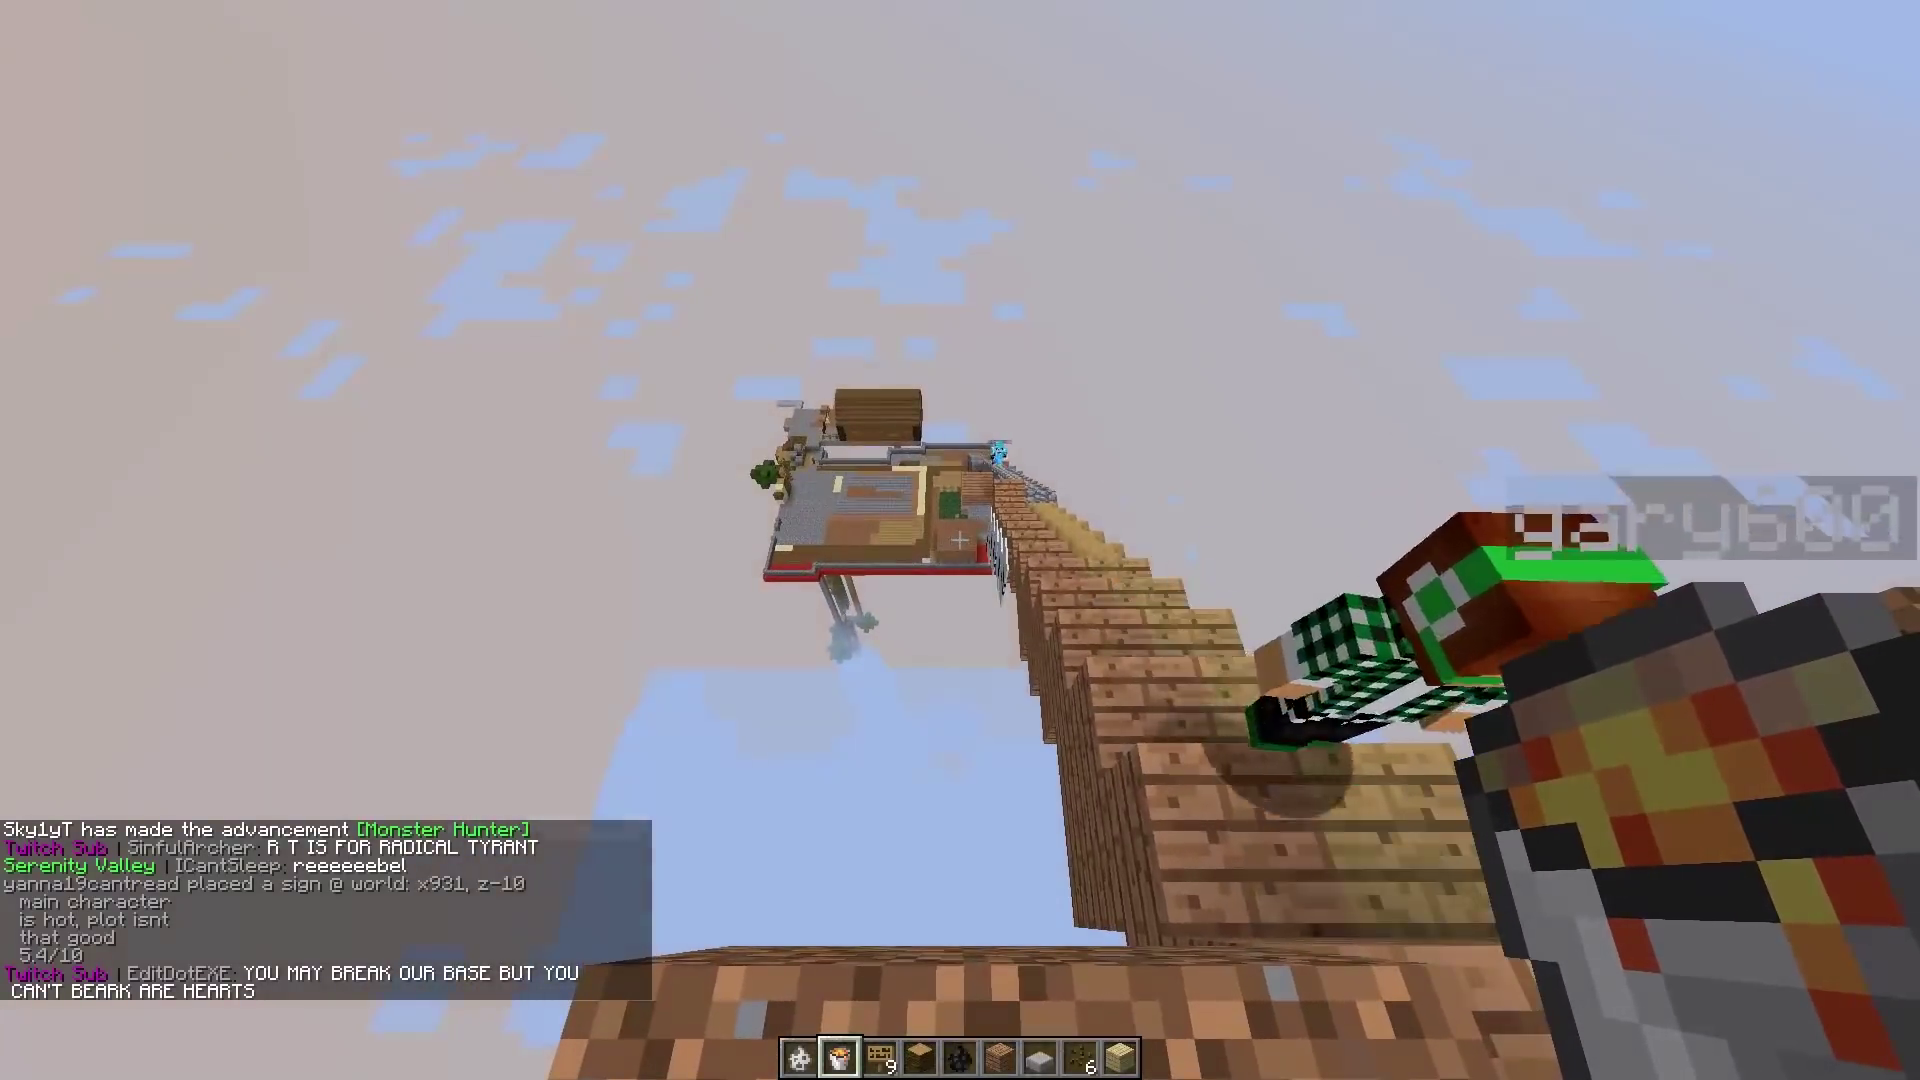 gary600
Sky1yT has made the advancement [Monster Hunter]
Twitch Sub | SinfulArcher: R T IS FOR RADICAL TYRANT
Serenity Valley | ICantSleep: reeeeeebel
yanna19cantread placed a sign @ world: x931, z-10
main character
is hot, plot isnt
that good
5.4/10
Twitch Sub | EditDotEXE: YOU MAY BREAK OUR BASE BUT YOU
CAN'T BEARK ARE HEARTS
9
6